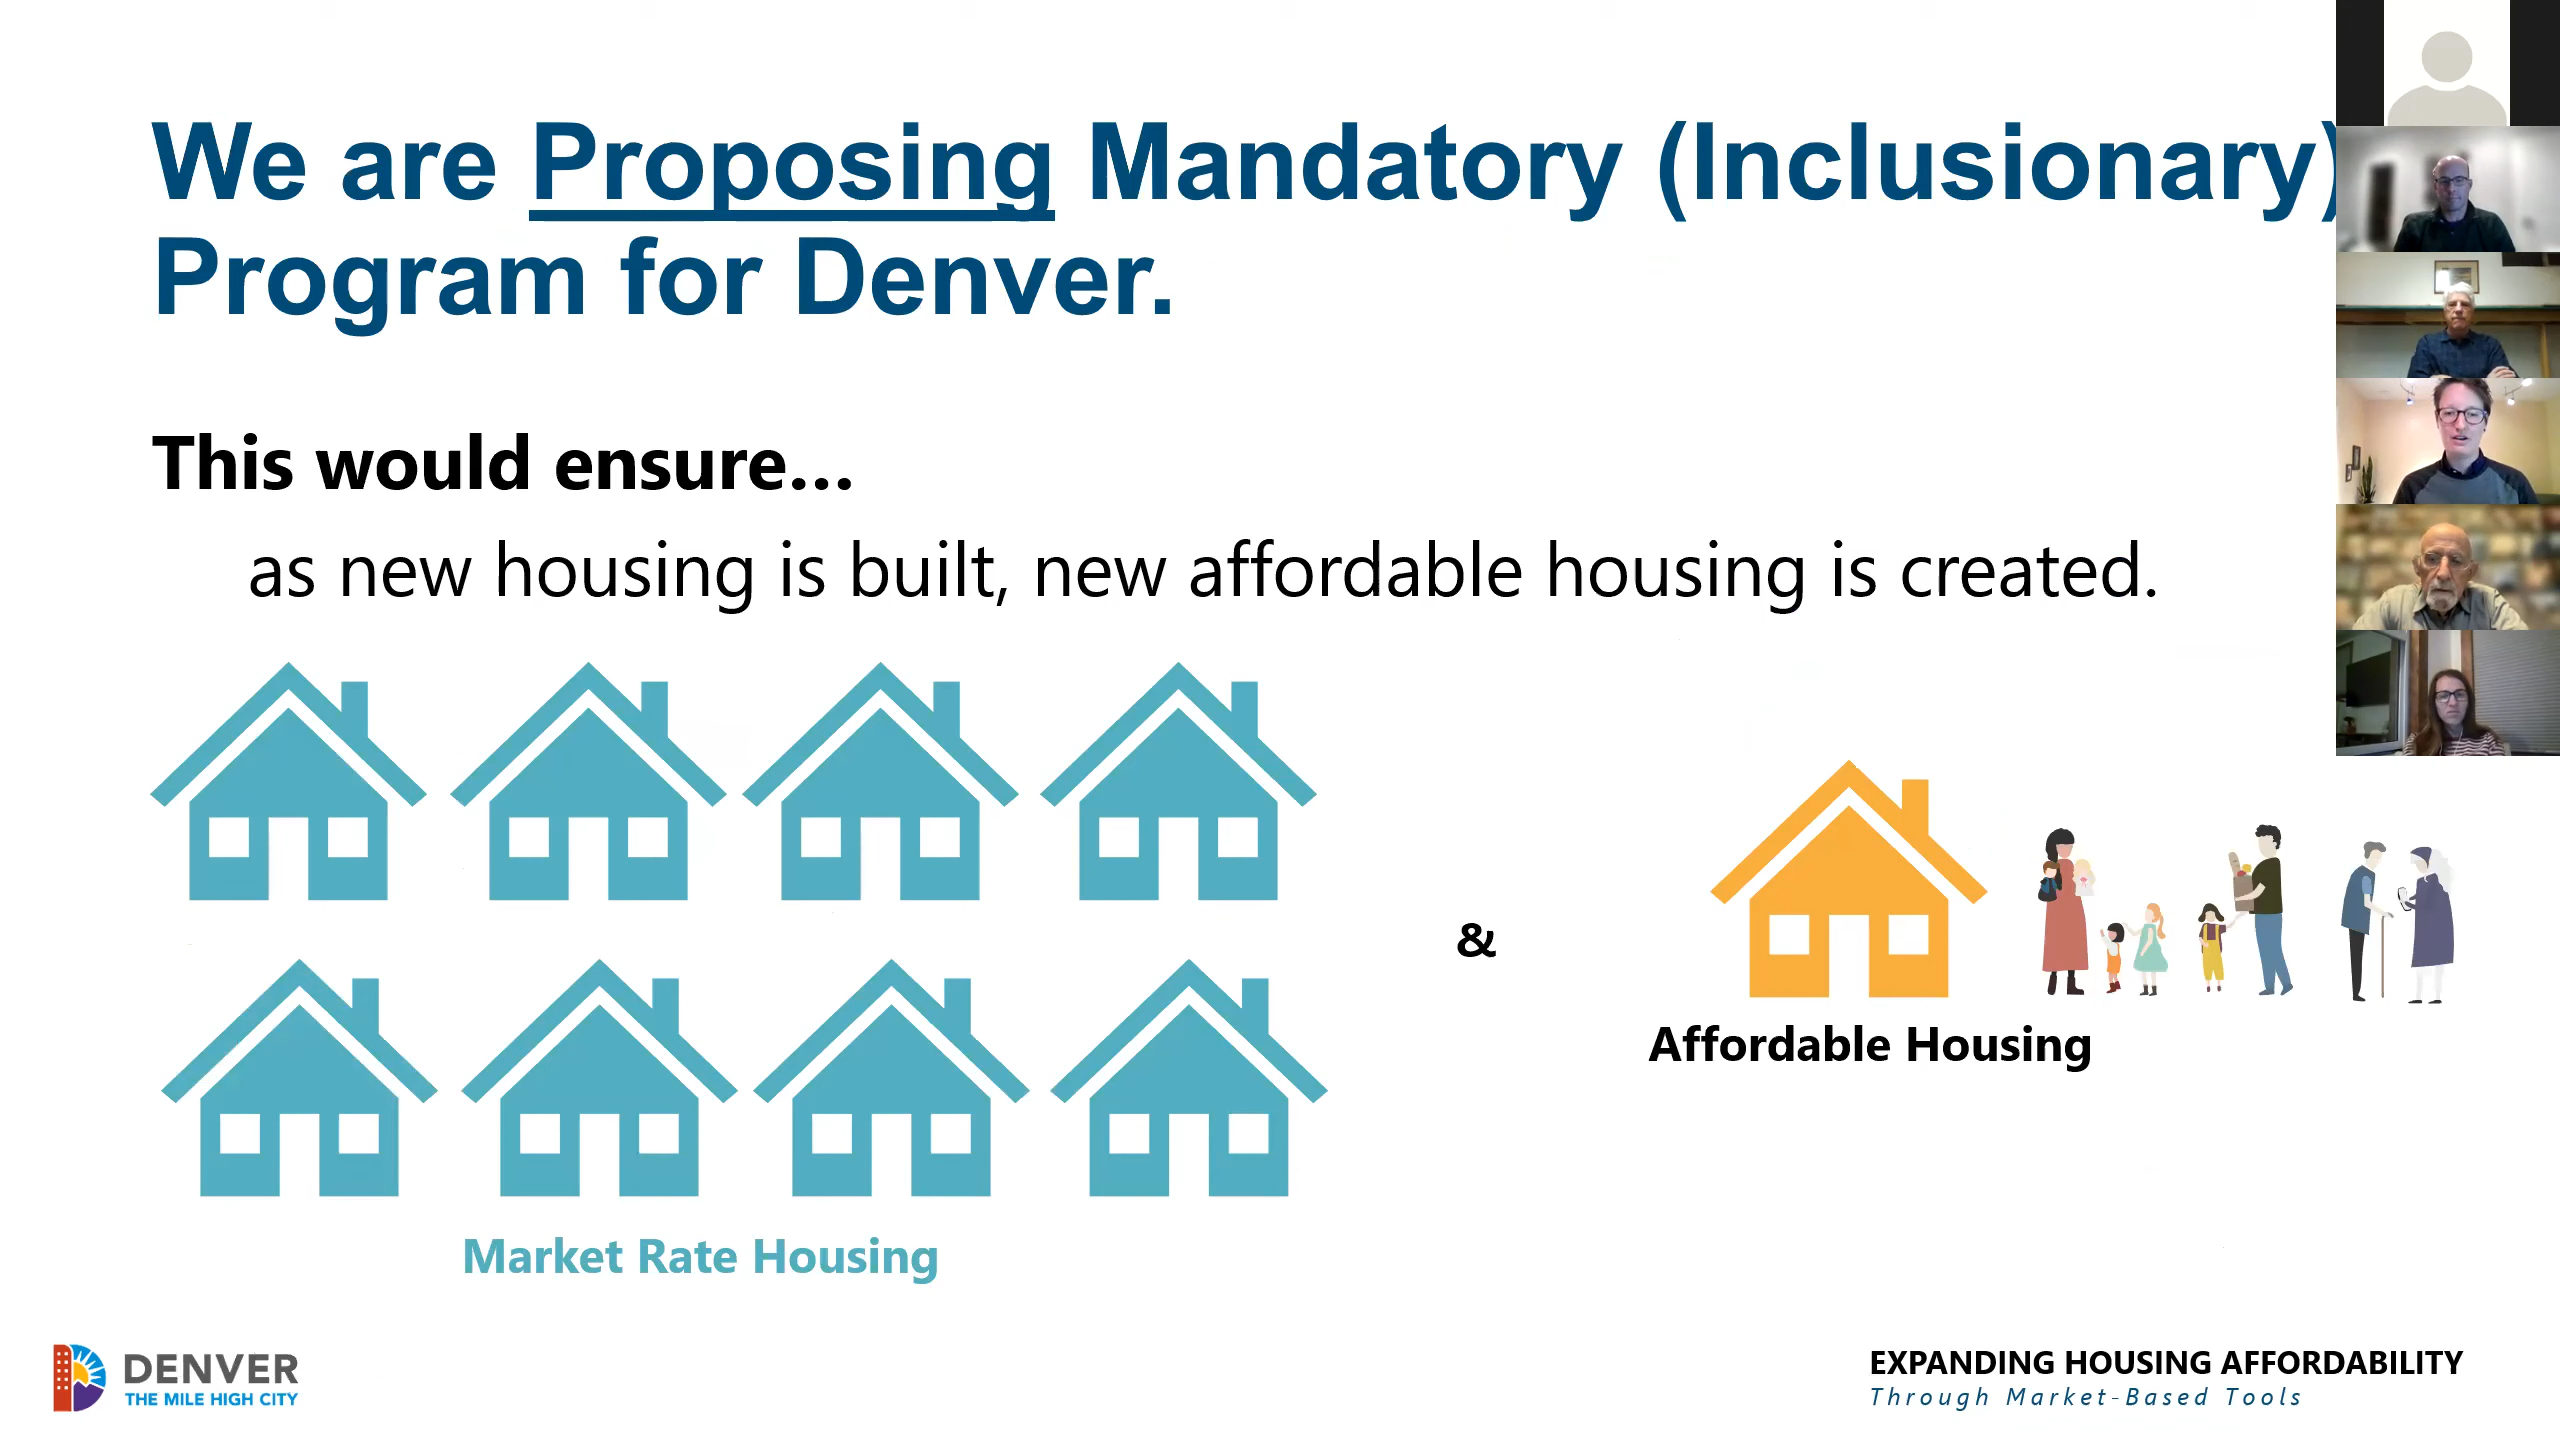 We are Proposing Mandatory (Inclusionary)
Program for Denver.
This would ensure...
as new housing is built, new affordable housing is created.
&
Affordable Housing
Market Rate Housing
DENVER
THE MILE HIGH CITY
EXPANDING HOUSING AFFORDABILITY
Through Market-Based Tools